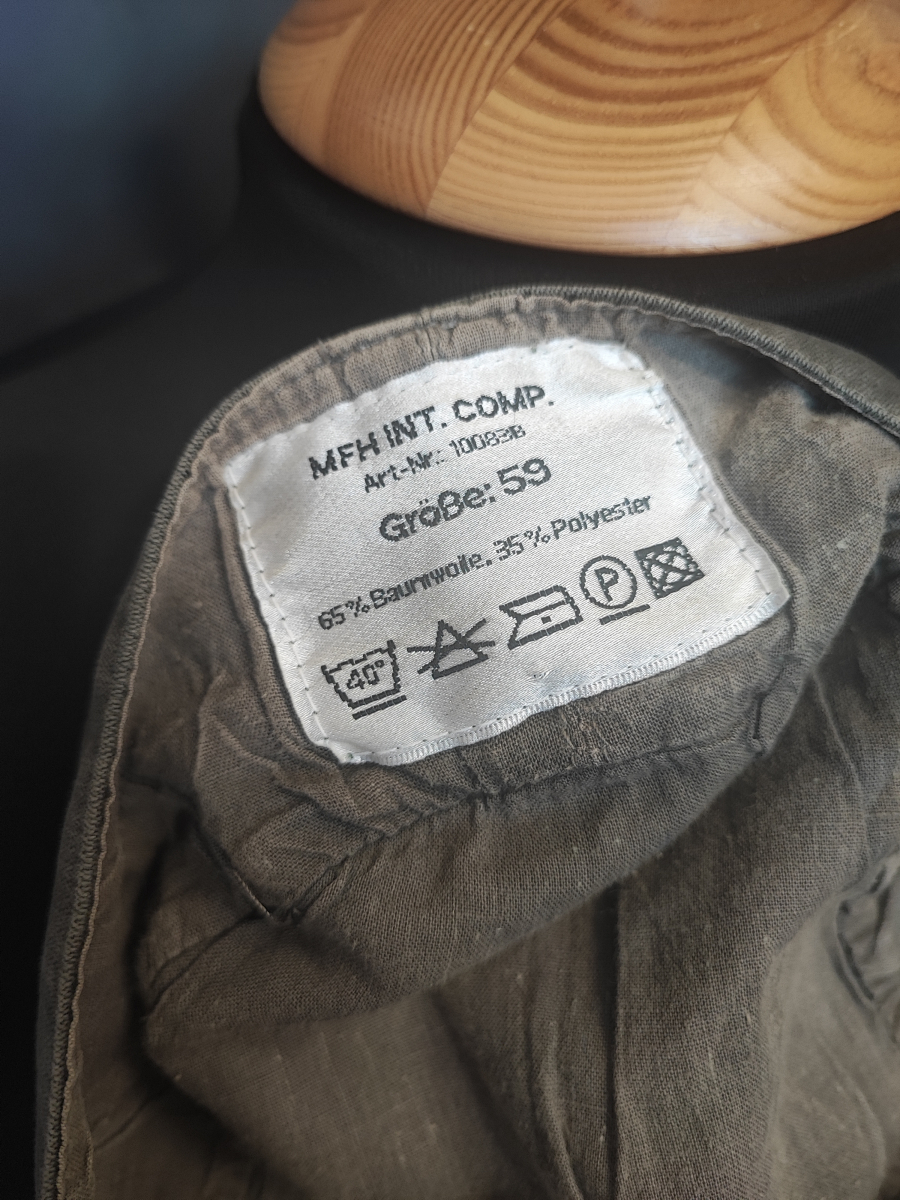 MFH INT. COMP.
Art-Nr.: 10083B
Größe: 59
65% Baumwolle, 35% Polyester
40° P